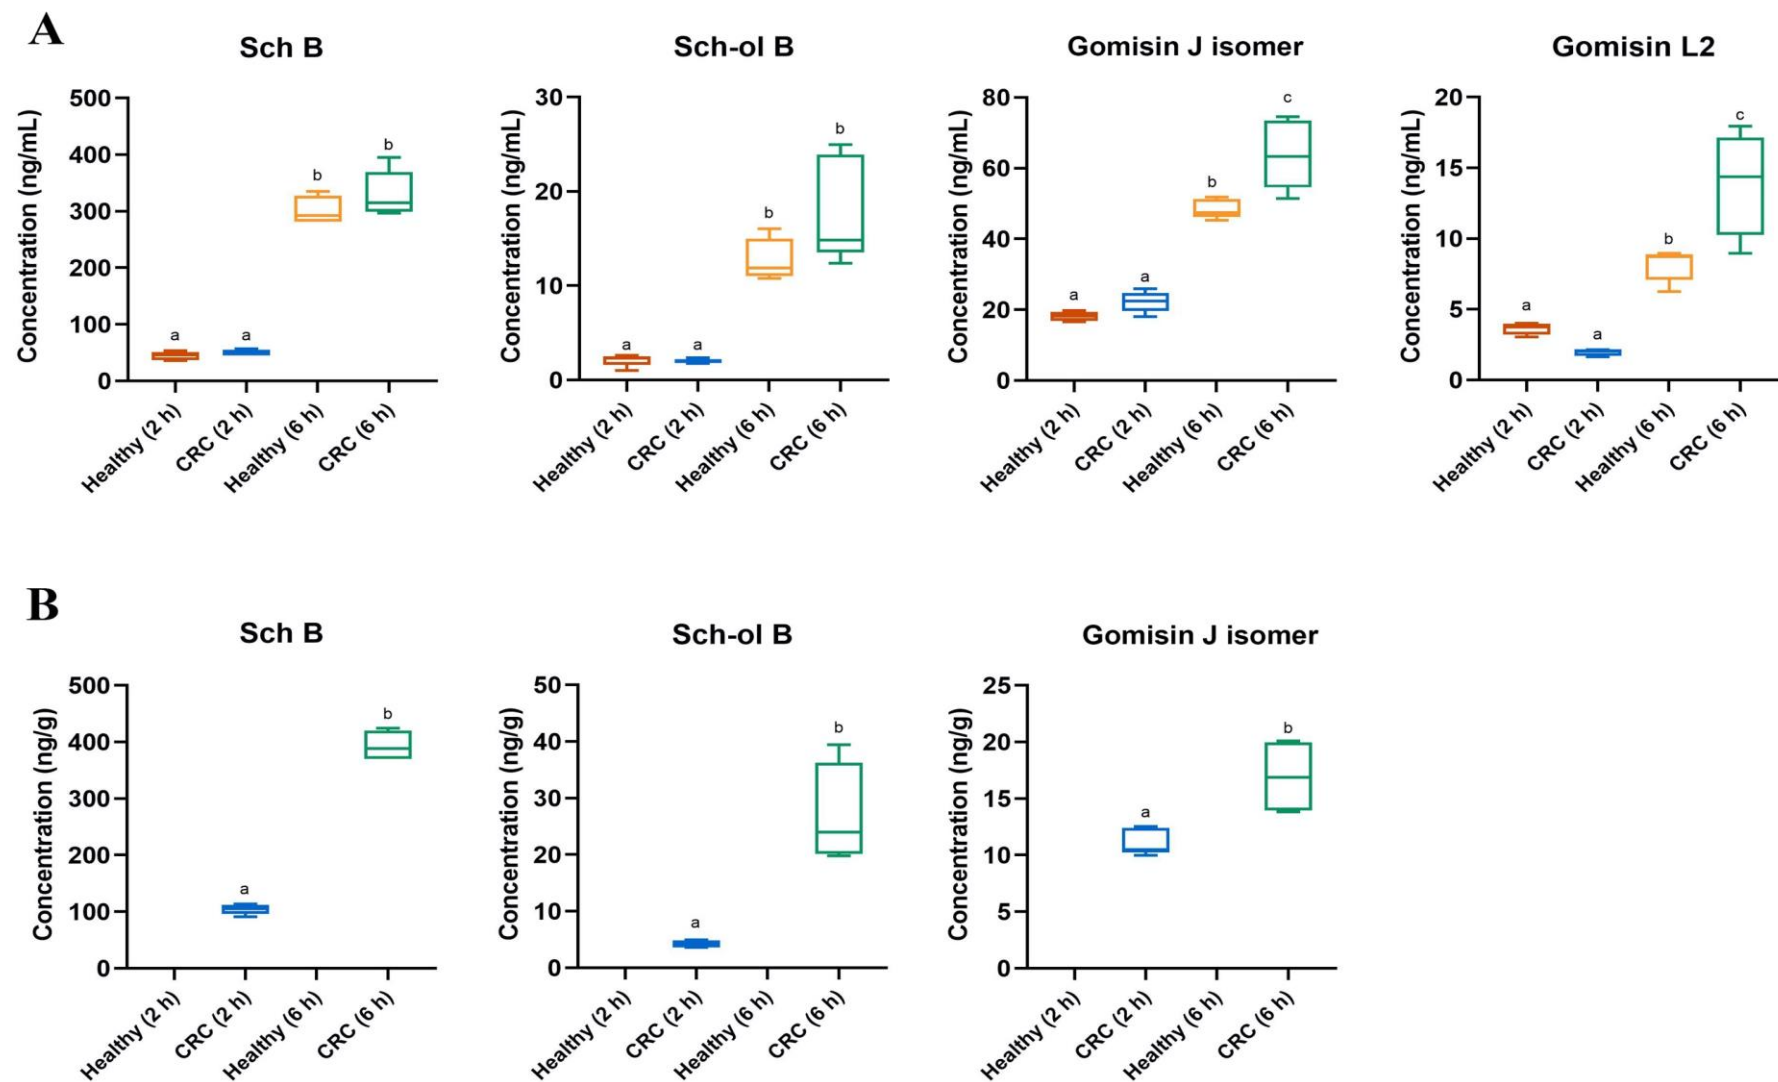 A
Sch B
Concentration (ng/mL)
500
400
300
200
100
0
a
a
b
b
Healthy (2 h)
CRC (2 h)
Healthy (6 h)
CRC (6 h)
Sch-ol B
Concentration (ng/mL)
30
20
10
0
a
a
b
b
Healthy (2 h)
CRC (2 h)
Healthy (6 h)
CRC (6 h)
Gomisin J isomer
Concentration (ng/mL)
80
60
40
20
0
a
a
b
c
Healthy (2 h)
CRC (2 h)
Healthy (6 h)
CRC (6 h)
Gomisin L2
Concentration (ng/mL)
20
15
10
5
0
a
a
b
c
Healthy (2 h)
CRC (2 h)
Healthy (6 h)
CRC (6 h)
B
Sch B
Concentration (ng/g)
500
400
300
200
100
0
a
b
Healthy (2 h)
CRC (2 h)
Healthy (6 h)
CRC (6 h)
Sch-ol B
Concentration (ng/g)
50
40
30
20
10
0
a
b
Healthy (2 h)
CRC (2 h)
Healthy (6 h)
CRC (6 h)
Gomisin J isomer
Concentration (ng/g)
25
20
15
10
5
0
a
b
Healthy (2 h)
CRC (2 h)
Healthy (6 h)
CRC (6 h)